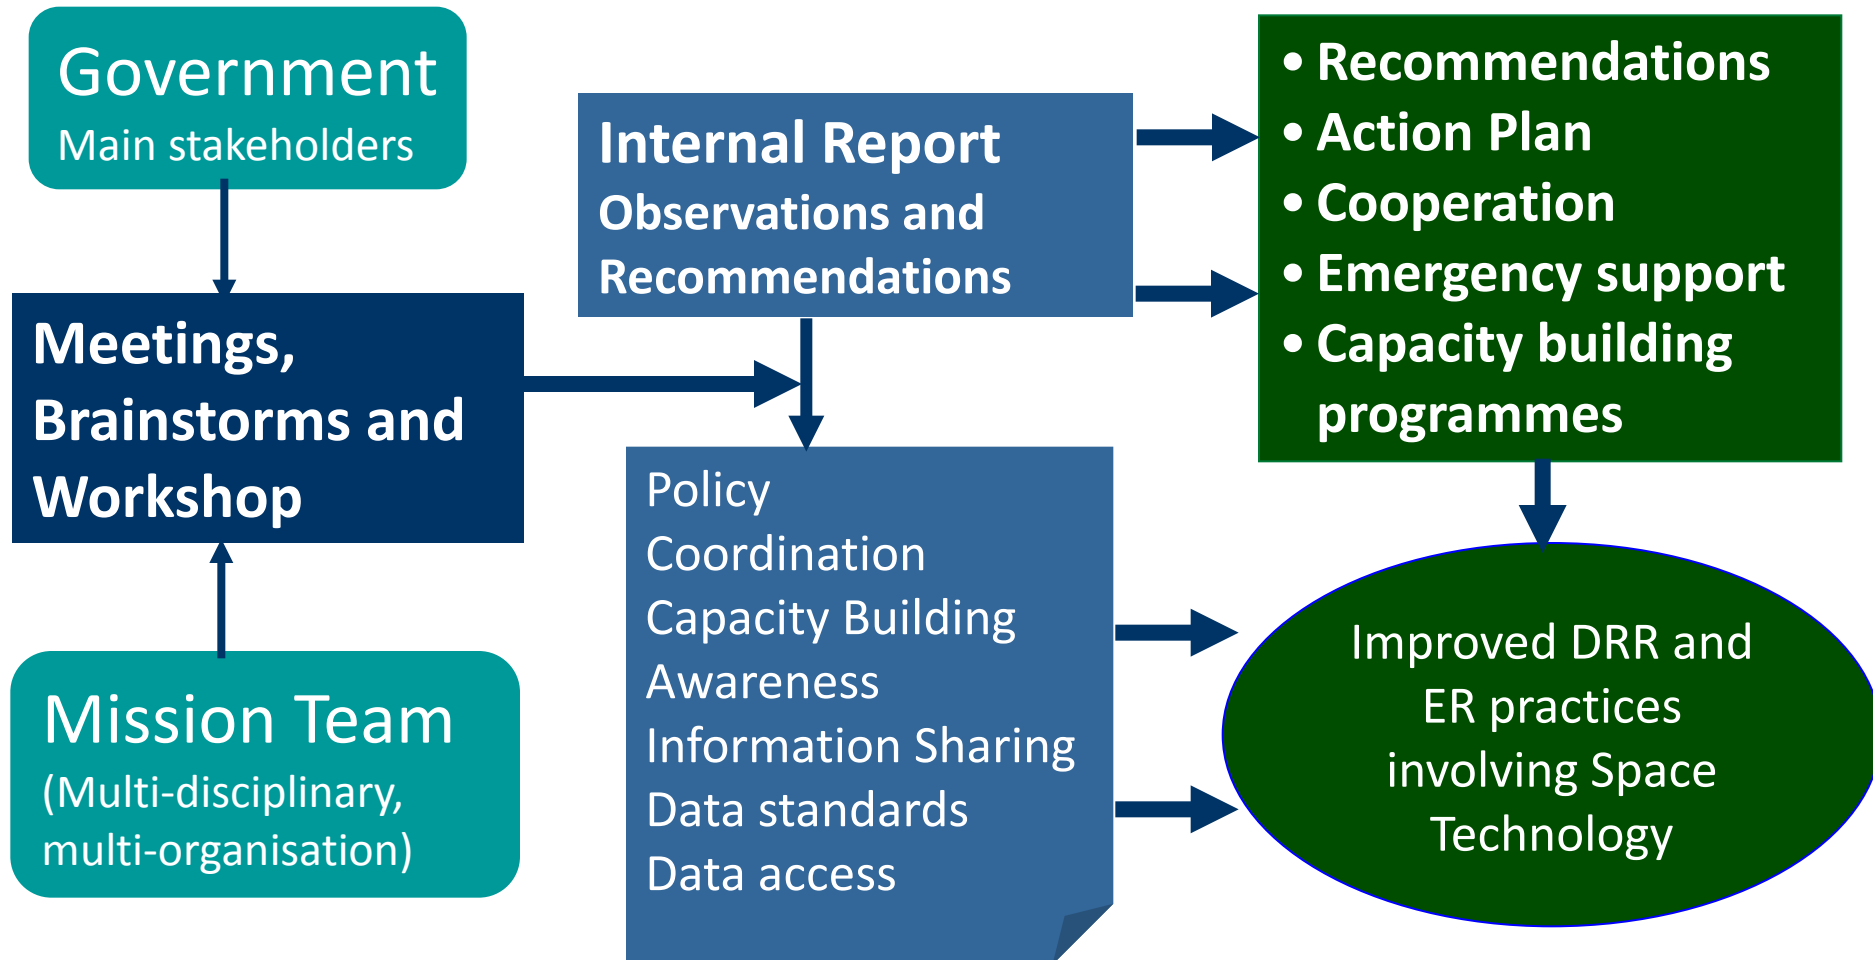 Government
Main stakeholders
Meetings,
Brainstorms and
Workshop
Mission Team
(Multi-disciplinary,
multi-organisation)
Internal Report
Observations and
Recommendations
Policy
Coordination
Capacity Building
Awareness
Information Sharing
Data standards
Data access
• Recommendations
• Action Plan
• Cooperation
• Emergency support
• Capacity building
programmes
Improved DRR and
ER practices
involving Space
Technology